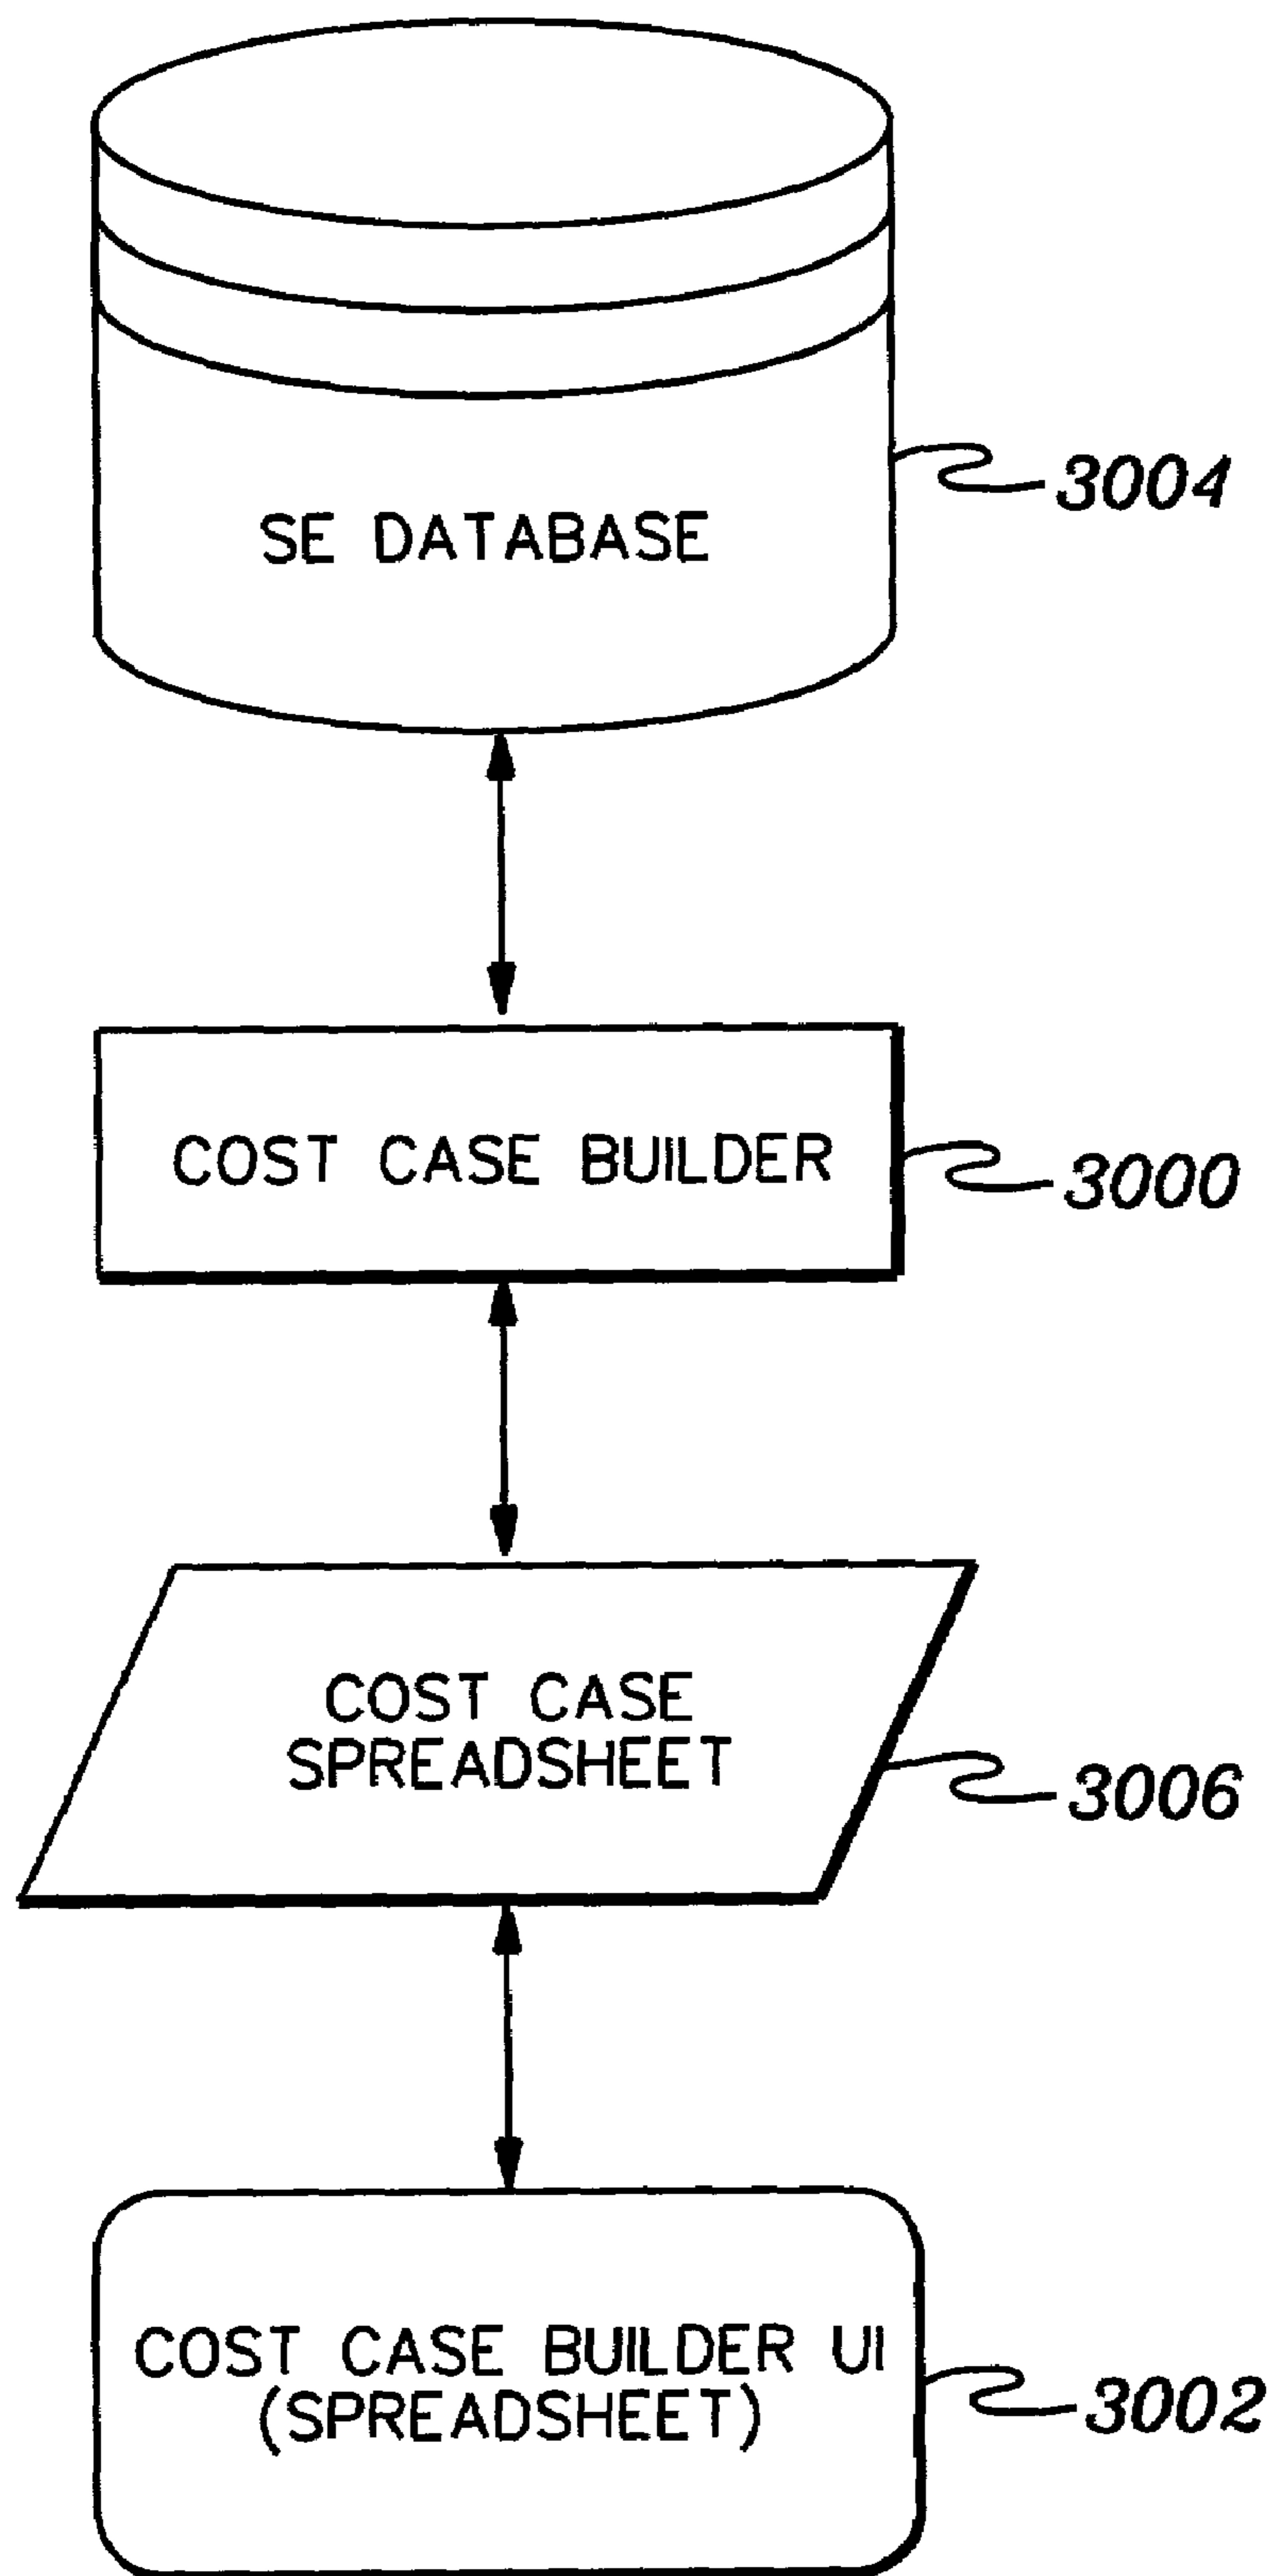 SE DATABASE
3004
COST CASE BUILDER
3000
COST CASE
SPREADSHEET
3006
COST CASE BUILDER UI
(SPREADSHEET)
3002